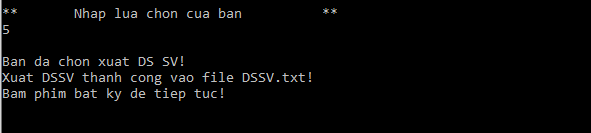 **       Nhap lua chon cua ban          **
5
Ban da chon xuat DS SV!
Xuat DSSV thanh cong vao file DSSV.txt!
Bam phim bat ky de tiep tuc!